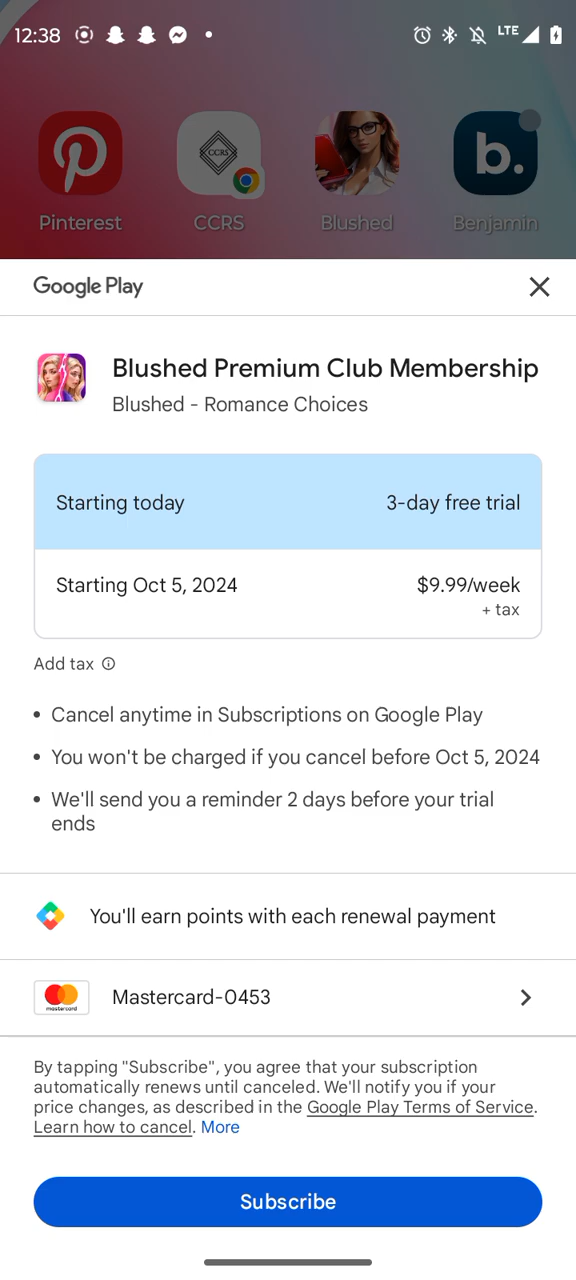 12:38
LTE
CCRS
b.
Pinterest
CCRS
Blushed
Benjamin
Google Play
Blushed Premium Club Membership
Blushed - Romance Choices
Starting today
3-day free trial
Starting Oct 5, 2024
$9.99/week
+ tax
Add tax
• Cancel anytime in Subscriptions on Google Play
• You won't be charged if you cancel before Oct 5, 2024
• We'll send you a reminder 2 days before your trial
ends
You'll earn points with each renewal payment
mastercard
Mastercard-0453
By tapping "Subscribe", you agree that your subscription
automatically renews until canceled. We'll notify you if your
price changes, as described in the Google Play Terms of Service.
Learn how to cancel. More
Subscribe